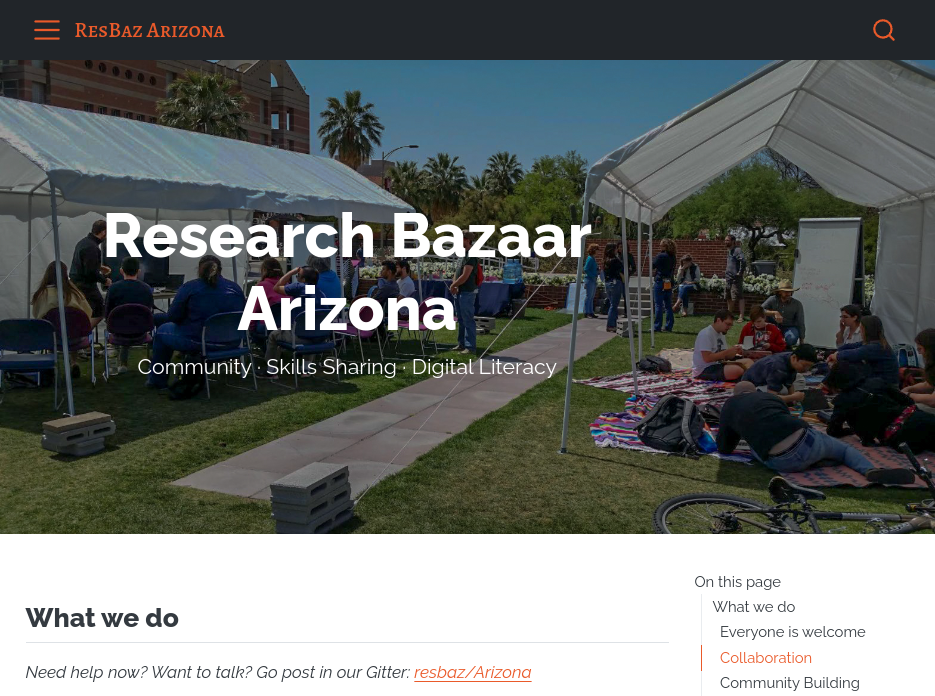 ResBaz Arizona
Research Bazaar
Arizona
Community · Skills Sharing · Digital Literacy
What we do
Need help now? Want to talk? Go post in our Gitter: resbaz/Arizona
On this page
What we do
Everyone is welcome
Collaboration
Community Building